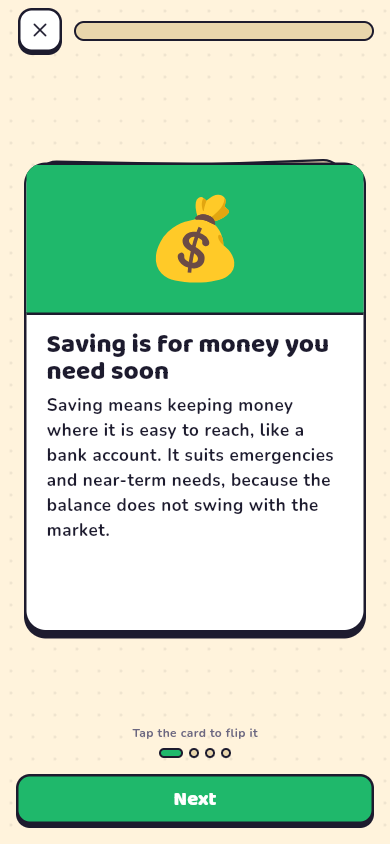 Saving is for money you
need soon
Saving means keeping money
where it is easy to reach, like a
bank account. It suits emergencies
and near-term needs, because the
balance does not swing with the
market.
Tap the card to flip it
Next